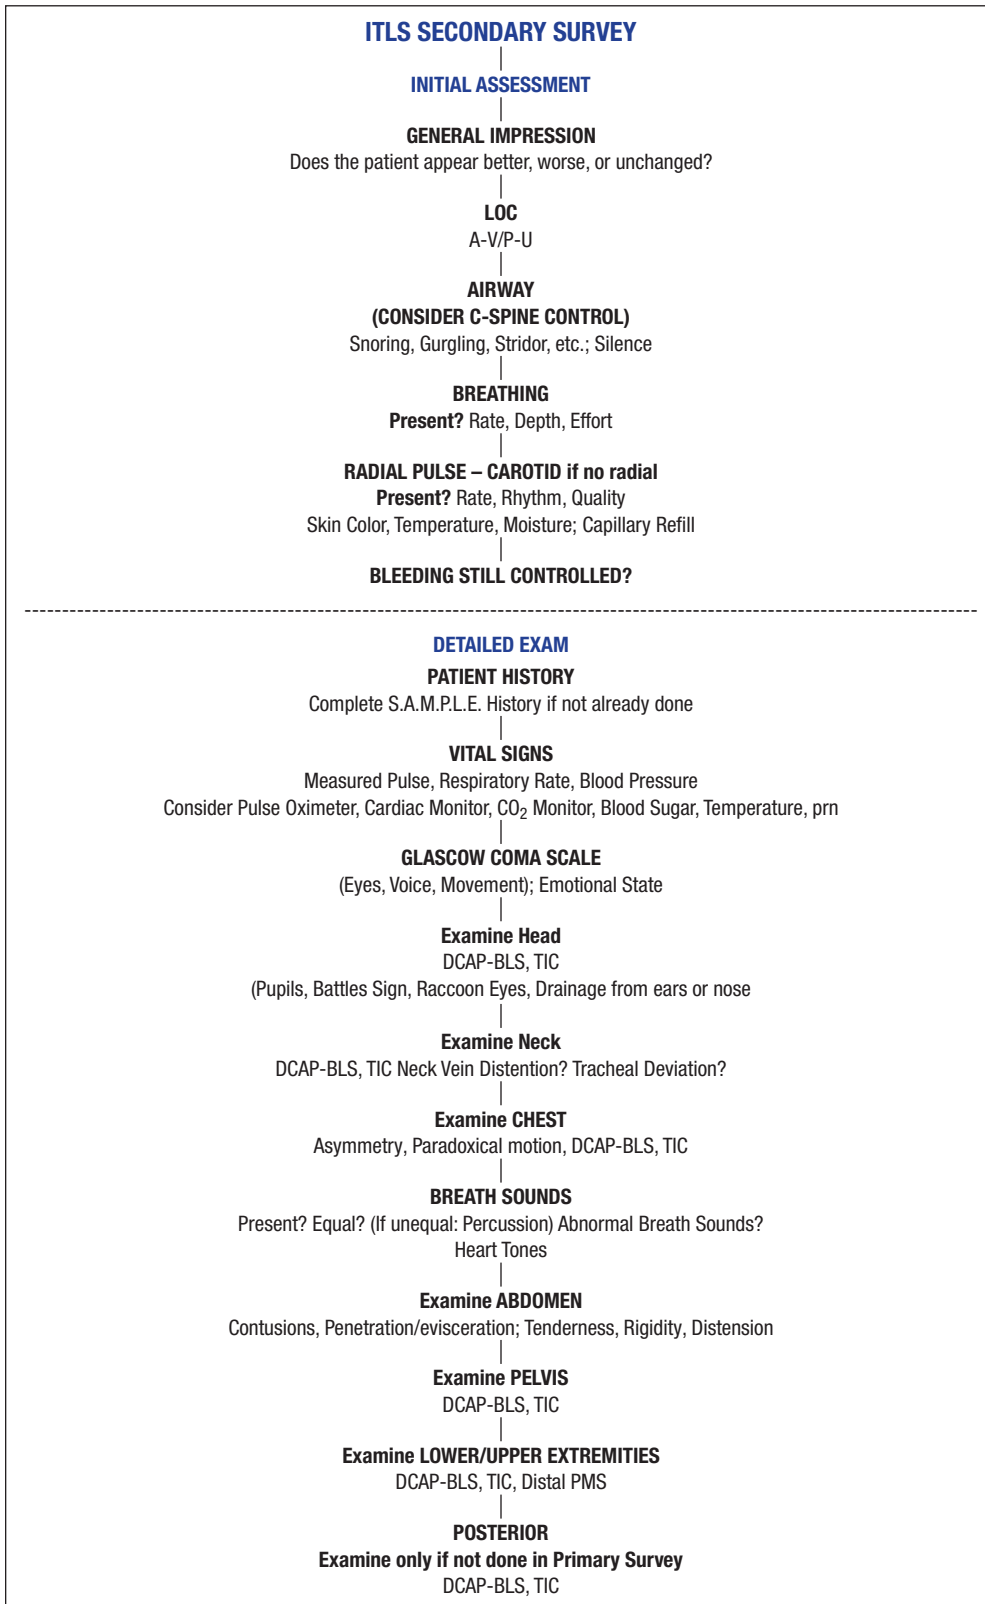 ITLS SECONDARY SURVEY
INITIAL ASSESSMENT
GENERAL IMPRESSION
Does the patient appear better, worse, or unchanged?
LOC
A-V/P-U
AIRWAY
(CONSIDER C-SPINE CONTROL)
Snoring, Gurgling, Stridor, etc.; Silence
BREATHING
Present? Rate, Depth, Effort
RADIAL PULSE – CAROTID if no radial
Present? Rate, Rhythm, Quality
Skin Color, Temperature, Moisture; Capillary Refill
BLEEDING STILL CONTROLLED?
DETAILED EXAM
PATIENT HISTORY
Complete S.A.M.P.L.E. History if not already done
VITAL SIGNS
Measured Pulse, Respiratory Rate, Blood Pressure
Consider Pulse Oximeter, Cardiac Monitor, CO2 Monitor, Blood Sugar, Temperature, prn
GLASCOW COMA SCALE
(Eyes, Voice, Movement); Emotional State
Examine Head
DCAP-BLS, TIC
(Pupils, Battles Sign, Raccoon Eyes, Drainage from ears or nose
Examine Neck
DCAP-BLS, TIC Neck Vein Distention? Tracheal Deviation?
Examine CHEST
Asymmetry, Paradoxical motion, DCAP-BLS, TIC
BREATH SOUNDS
Present? Equal? (If unequal: Percussion) Abnormal Breath Sounds?
Heart Tones
Examine ABDOMEN
Contusions, Penetration/evisceration; Tenderness, Rigidity, Distension
Examine PELVIS
DCAP-BLS, TIC
Examine LOWER/UPPER EXTREMITIES
DCAP-BLS, TIC, Distal PMS
POSTERIOR
Examine only if not done in Primary Survey
DCAP-BLS, TIC